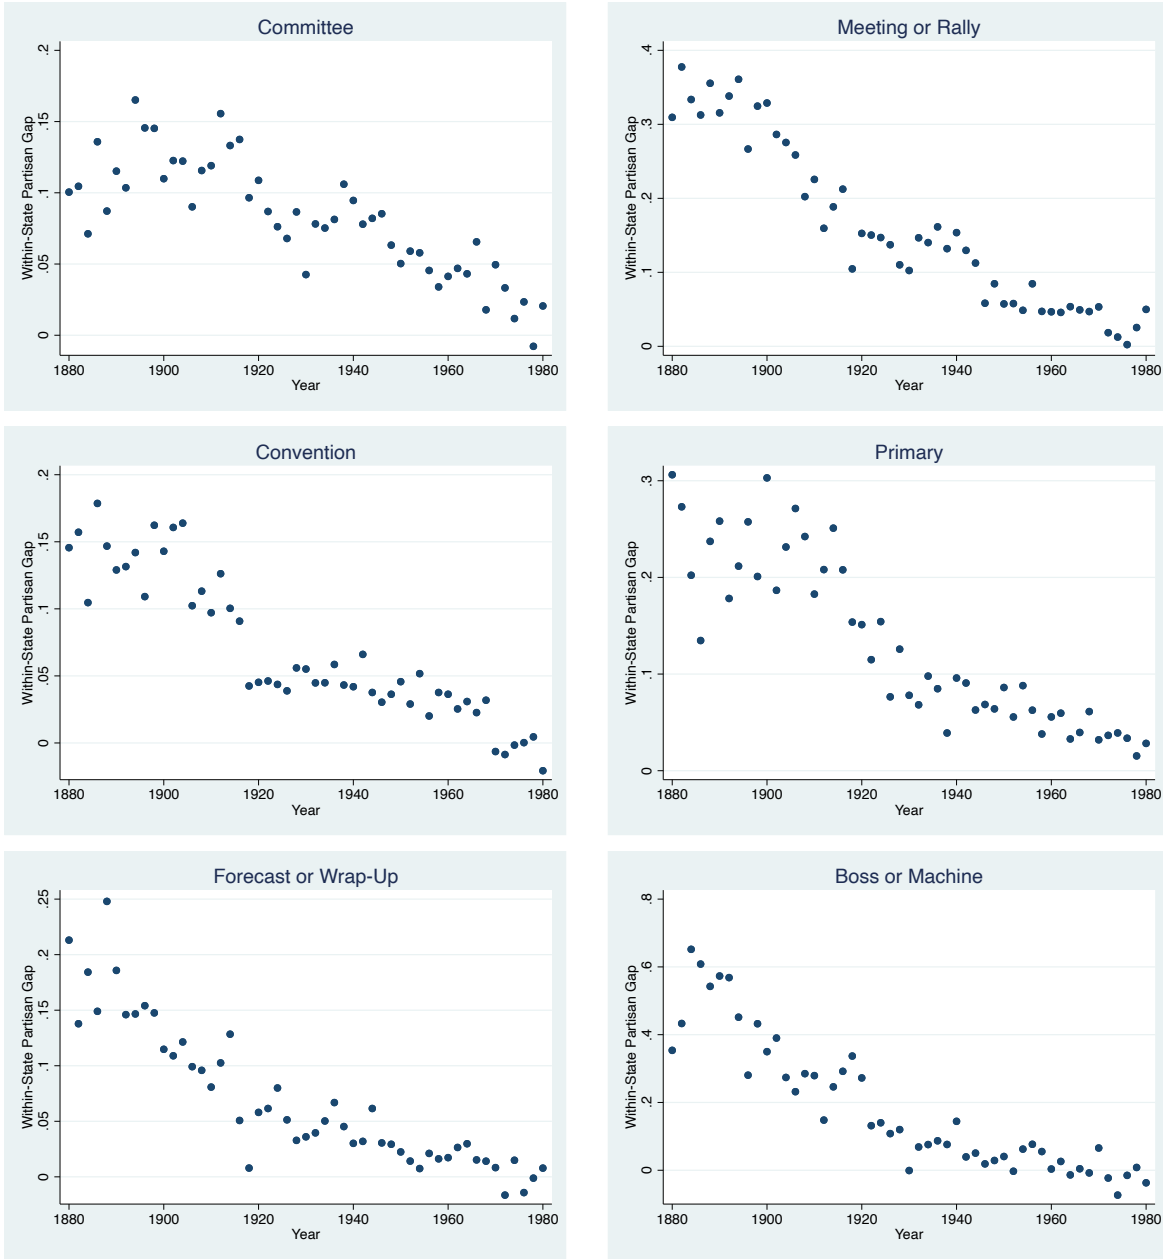 Committee
Within-State Partisan Gap
.2
.15
.1
.05
0
1880 1900 1920 1940 1960 1980
Year
Meeting or Rally
Within-State Partisan Gap
.4
.3
.2
.1
0
1880 1900 1920 1940 1960 1980
Year
Convention
Within-State Partisan Gap
.2
.15
.1
.05
0
1880 1900 1920 1940 1960 1980
Year
Primary
Within-State Partisan Gap
.3
.2
.1
0
1880 1900 1920 1940 1960 1980
Year
Forecast or Wrap-Up
Within-State Partisan Gap
.25
.2
.15
.1
.05
0
1880 1900 1920 1940 1960 1980
Year
Boss or Machine
Within-State Partisan Gap
.8
.6
.4
.2
0
1880 1900 1920 1940 1960 1980
Year